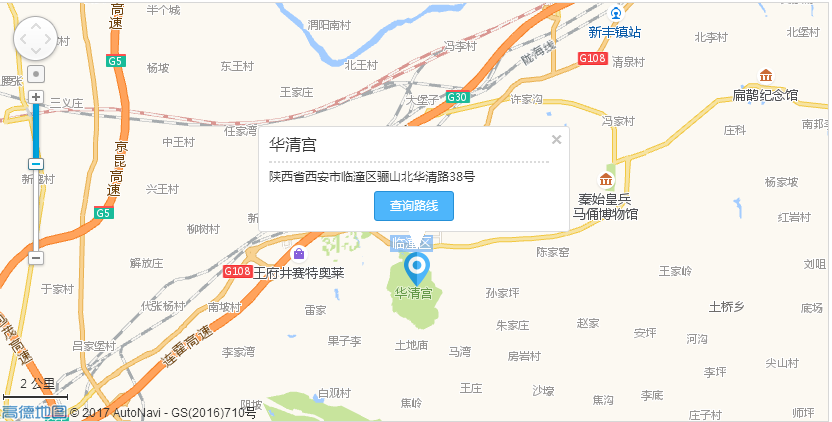 半个城
高速
渭阳南村
冯李村
新丰镇站
北堡村
北李村
陇海线
G5
杨坡
东王村
北王村
G108
清泉村
腰张
王家庄
大堡子
G30
许家沟
扁鹊纪念馆
三义庄
任家湾
冯家村
庄科
南邦
中王村
京昆高速
华清宫
×
陕西省西安市临潼区骊山北华清路38号
查询路线
兴王村
G5
秦始皇兵
马俑博物馆
杨家坡
红岩村
柳树村
临潼区
陈家窑
解放庄
G108
王府井赛特奥莱
王家岭
刘咀
于家村
华清宫
孙家坪
代张杨村
南坡村
雷家
土桥乡
底场
朱家庄
赵家
安坪
河沟
连霍高速
果子李
土地庙
吕家堡村
李家湾
马湾
房岩村
尖山村
李坪
2 公里
白观村
王庄
沙壕
李底
阴坡
焦岭
焦沟
庄子村
师坪
高德地图 © 2017 AutoNavi - GS(2016)710号